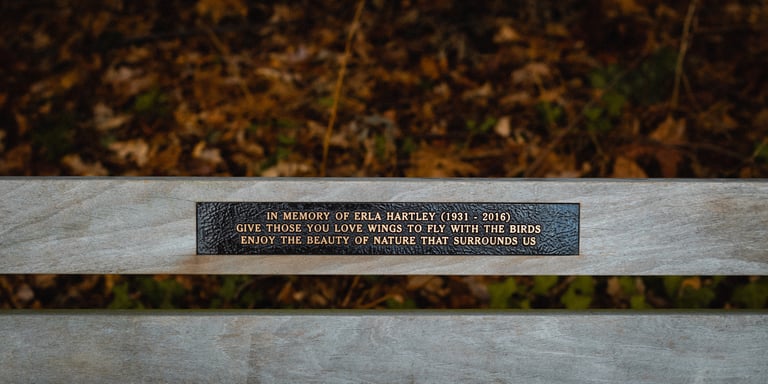 IN MEMORY OF ERLA HARTLEY (1931 - 2016)
GIVE THOSE YOU LOVE WINGS TO FLY WITH THE BIRDS
ENJOY THE BEAUTY OF NATURE THAT SURROUNDS US